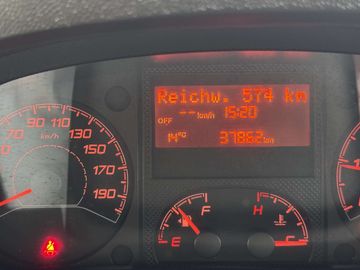 Reichw. 574 km
OFF --km/h 15:20
14°C 37862km
km/h
70 90 110 130 150 170 190
E F
H C